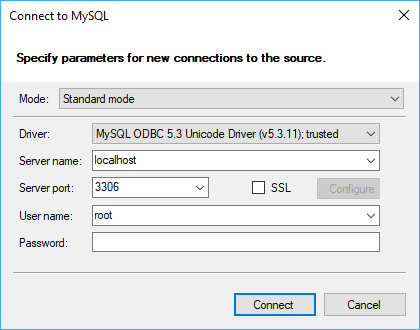 Connect to MySQL
Specify parameters for new connections to the source.
Mode: Standard mode
Driver: MySQL ODBC 5.3 Unicode Driver (v5.3.11); trusted
Server name: localhost
Server port: 3306 SSL Configure
User name: root
Password:
Connect Cancel